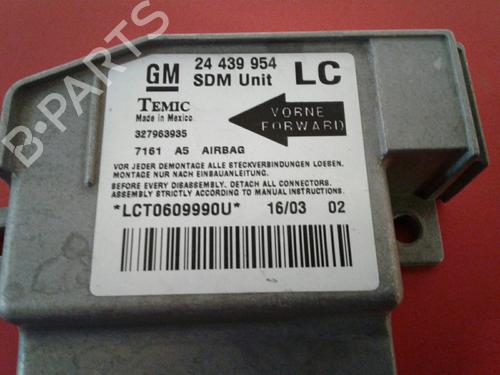 GM 24 439 954 LC
SDM Unit
TEMIC
Made in Mexico
VORNE
FORWARD
327963935
7161 A5 AIRBAG
VOR JEDER DEMONTAGE ALLE STECKVERBINDUNGEN LOESEN.
MONTAGE NUR NACH EINBAUANLEITUNG.
BEFORE EVERY DISASSEMBLY, DETACH ALL CONNECTORS.
ASSEMBLY STRICTLY ACCORDING TO MANUAL INSTRUCTIONS.
*LCT0609990U* 16/03 02
B-PARTS